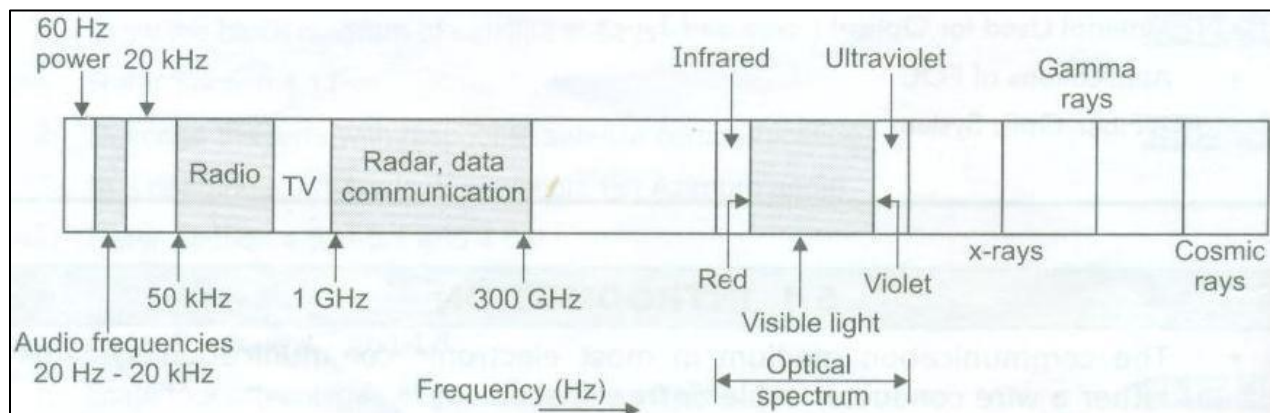 60 Hz
power 20 kHz
Infrared
Ultraviolet
Gamma
rays
Radio
TV
Radar, data
communication
50 kHz
1 GHz
300 GHz
Red
Violet
x-rays
Cosmic
rays
Audio frequencies
20 Hz - 20 kHz
Visible light
Frequency (Hz)
Optical
spectrum